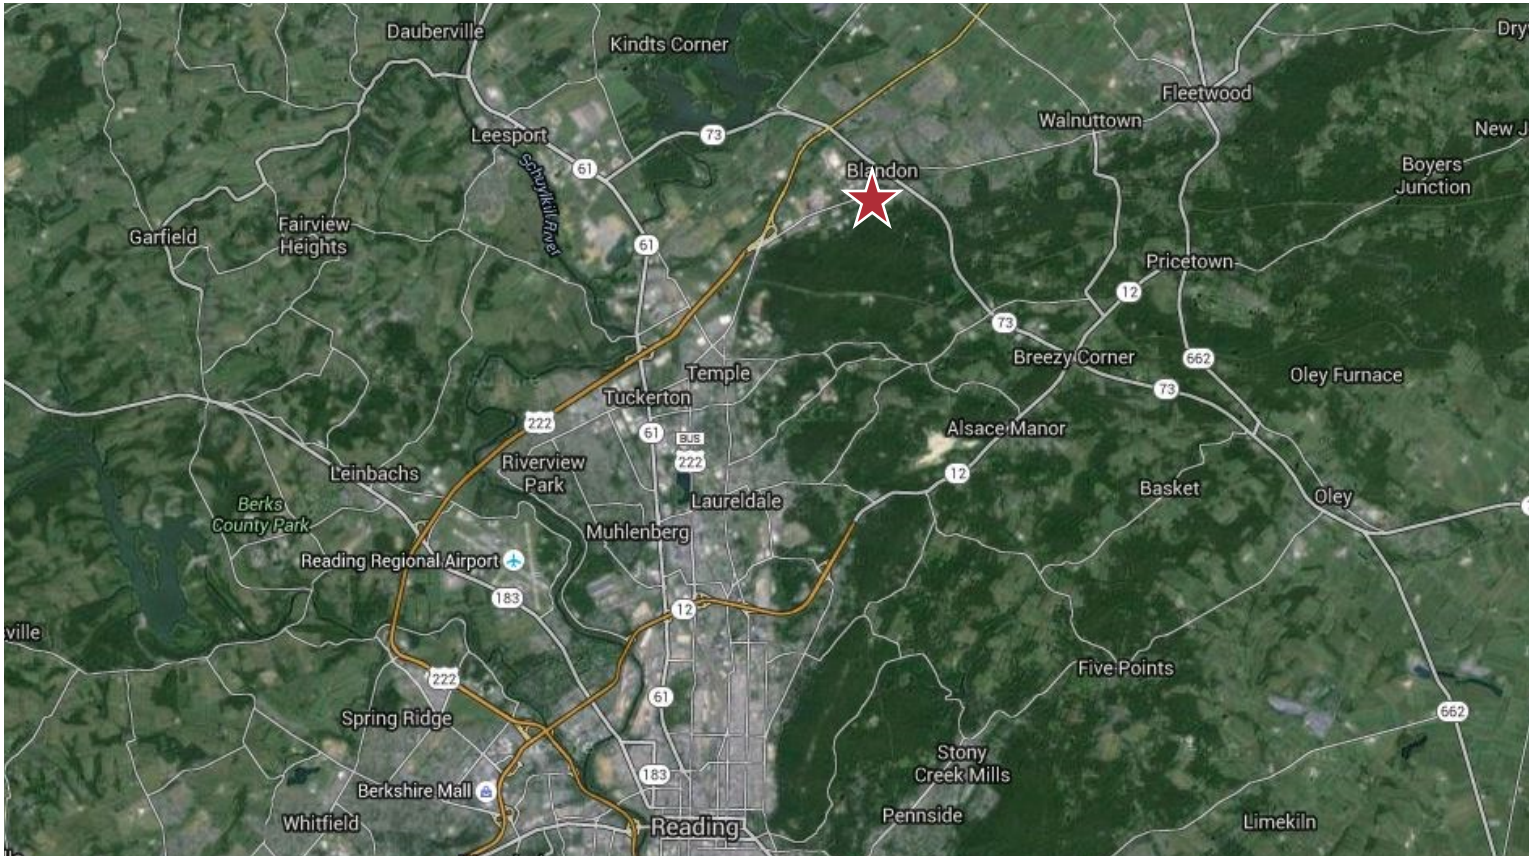 Dauberville
Kindts Corner
Dry
Fleetwood
Walnuttown
Leesport
73
New J
61
Blandon
Boyers
Junction
Schuylkill River
Fairview
Heights
Garfield
61
Pricetown
12
73
Breezy Corner
662
Temple
Oley Furnace
73
Tuckerton
222
61
BUS
222
Alsace Manor
Riverview
Park
Leinbachs
12
Basket
Oley
Laureldale
Berks
County Park
Muhlenberg
Reading Regional Airport
183
12
ville
Five Points
222
61
Spring Ridge
662
Stony
Creek Mills
183
Berkshire Mall
Whitfield
Reading
Pennside
Limekiln